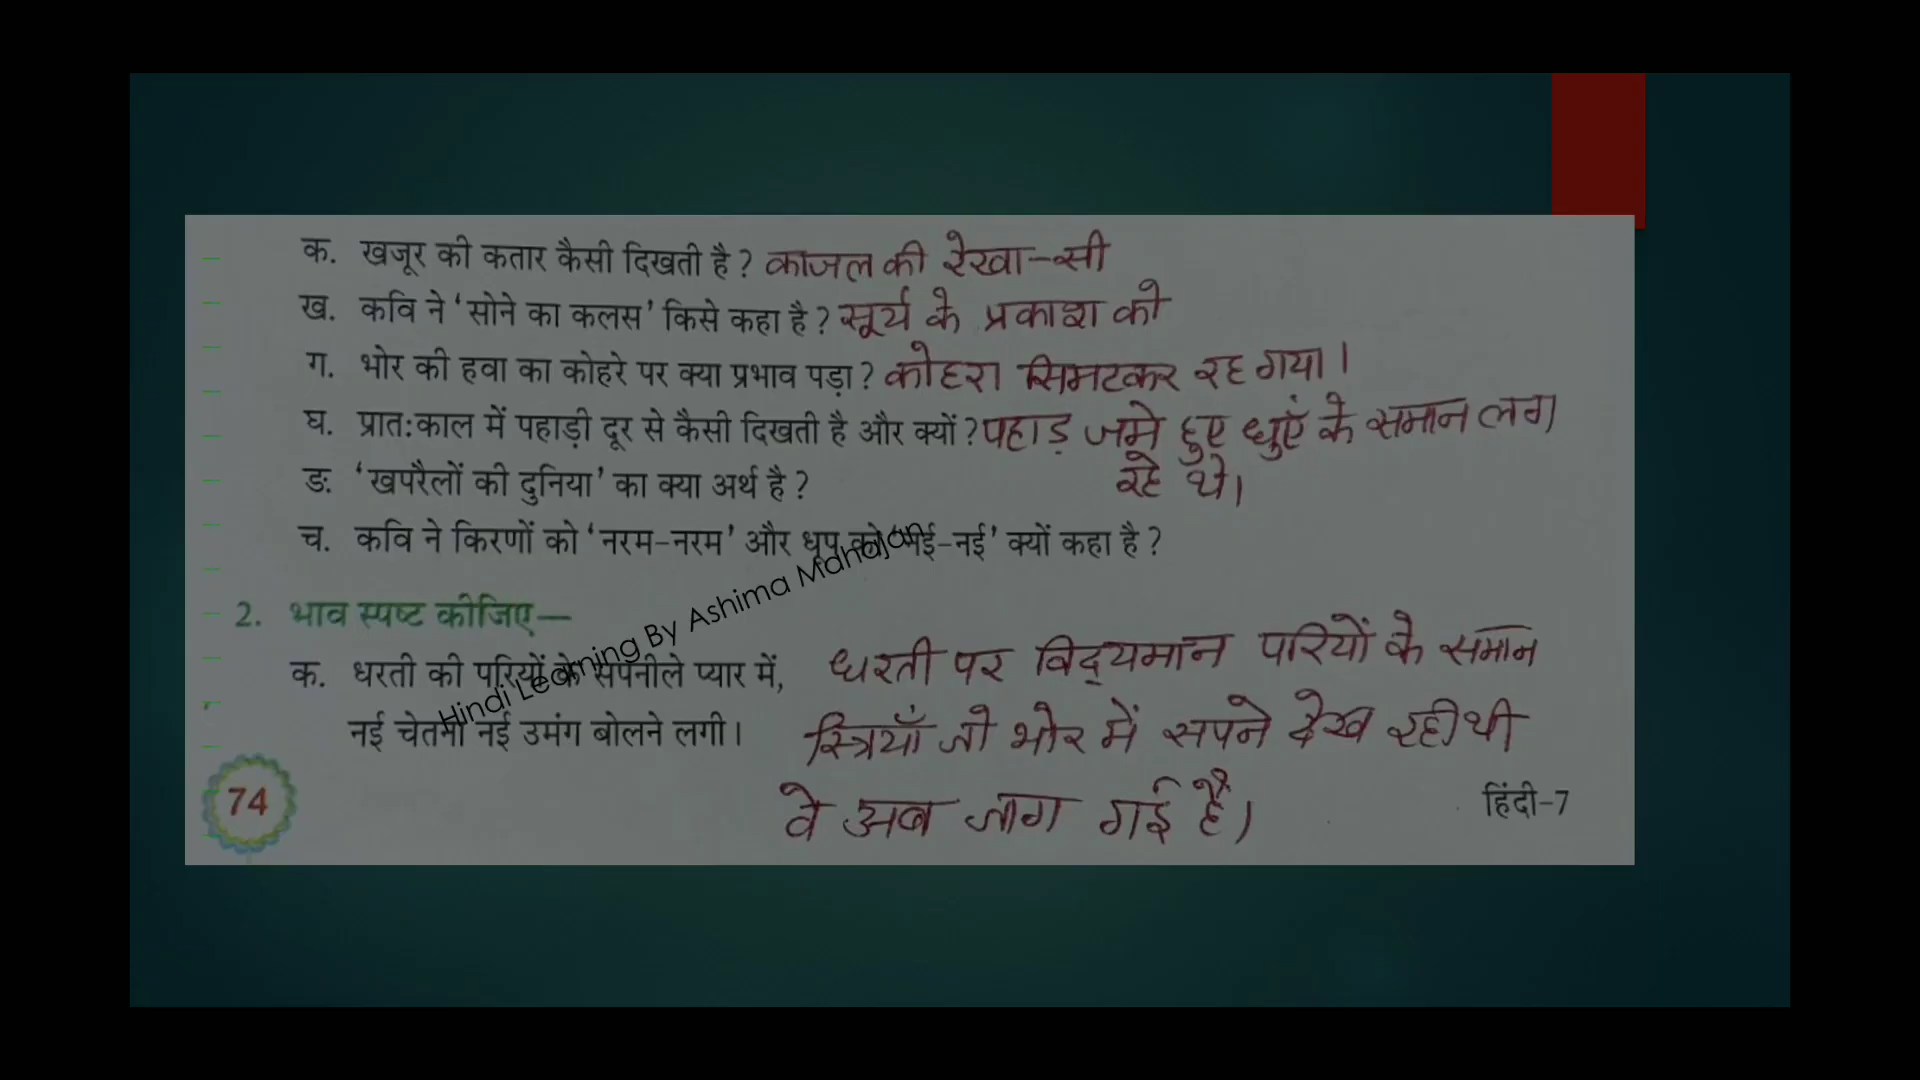 क. खजूर की कतार कैसी दिखती है? काजल की रेखा-सी
ख. कवि ने ‘सोने का कलस’ किसे कहा है? सूर्य के प्रकाश को
ग. भोर की हवा का कोहरे पर क्या प्रभाव पड़ा? कोहरा सिमटकर रह गया।
घ. प्रात:काल में पहाड़ी दूर से कैसी दिखती है और क्यों? पहाड़ जमे हुए धुएं के समान लग
रहे थे।
ङ. ‘खपरैलों की दुनिया’ का क्या अर्थ है?
च. कवि ने किरणों को ‘नरम-नरम’ और धूप को ‘नई-नई’ क्यों कहा है?
Hindi Learning By Ashima Mahajan
2. भाव स्पष्ट कीजिए—
क. धरती की परियों के सपनीले प्यार में, धरती पर विद्यमान परियों के समान
नई चेतना नई उमंग बोलने लगी। स्त्रियाँ जो भोर में सपने देख रही थी
वे अब जाग गई हैं।
74
हिंदी-7